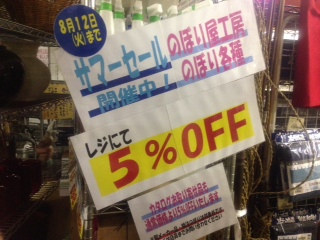 8月12日
(火)まで
サマーセール
開催中!
のぼり屋工房
のぼり各種
レジにて
5%OFF